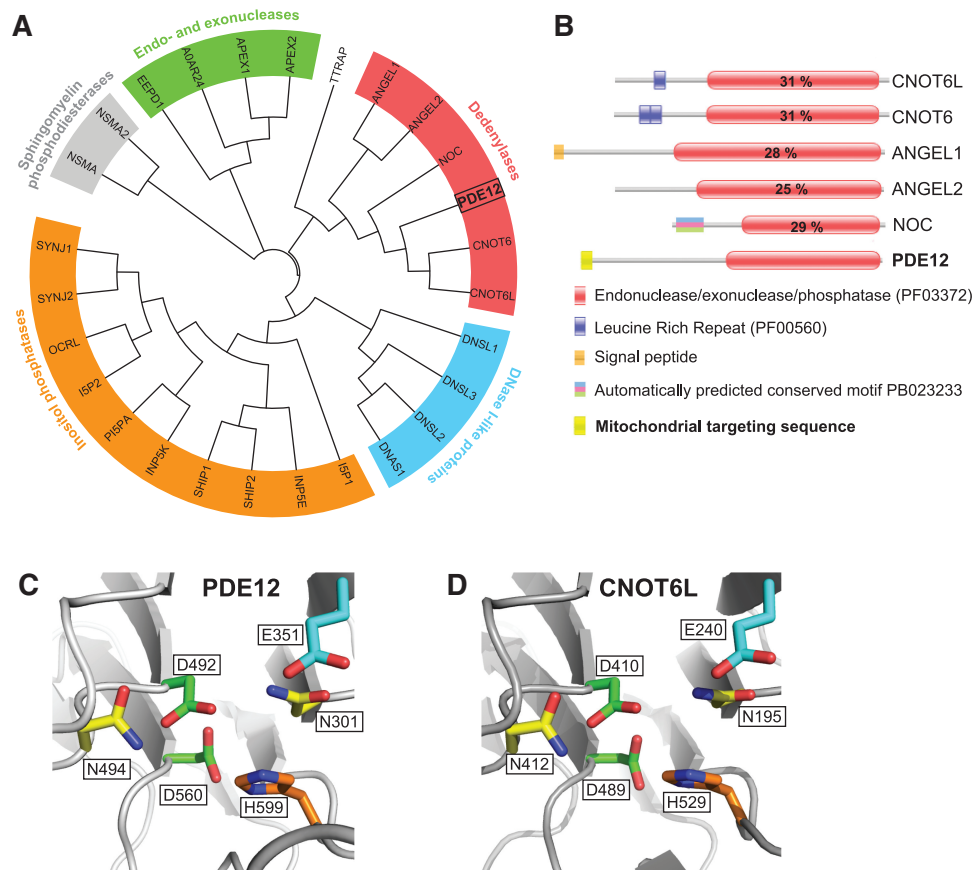 A
Endo- and exonucleases
EEPD1
A0AR24
APEX1
APEX2
TTRAP
Sphingomyelin
phosphodiesterases
NSMA2
NSMA
Dedenylases
ANGEL1
ANGEL2
NOC
PDE12
CNOT6
CNOT6L
DNase I-like proteins
DNSL1
DNSL3
DNSL2
DNAS1
Inositol phosphatases
SYNJ1
SYNJ2
OCRL
I5P2
PI5PA
INP5K
SHIP1
SHIP2
INP5E
I5P1
B
31 %
CNOT6L
31 %
CNOT6
28 %
ANGEL1
25 %
ANGEL2
29 %
NOC
PDE12
Endonuclease/exonuclease/phosphatase (PF03372)
Leucine Rich Repeat (PF00560)
Signal peptide
Automatically predicted conserved motif PB023233
Mitochondrial targeting sequence
C
PDE12
E351
D492
N301
N494
D560
H599
D
CNOT6L
E240
D410
N195
N412
D489
H529